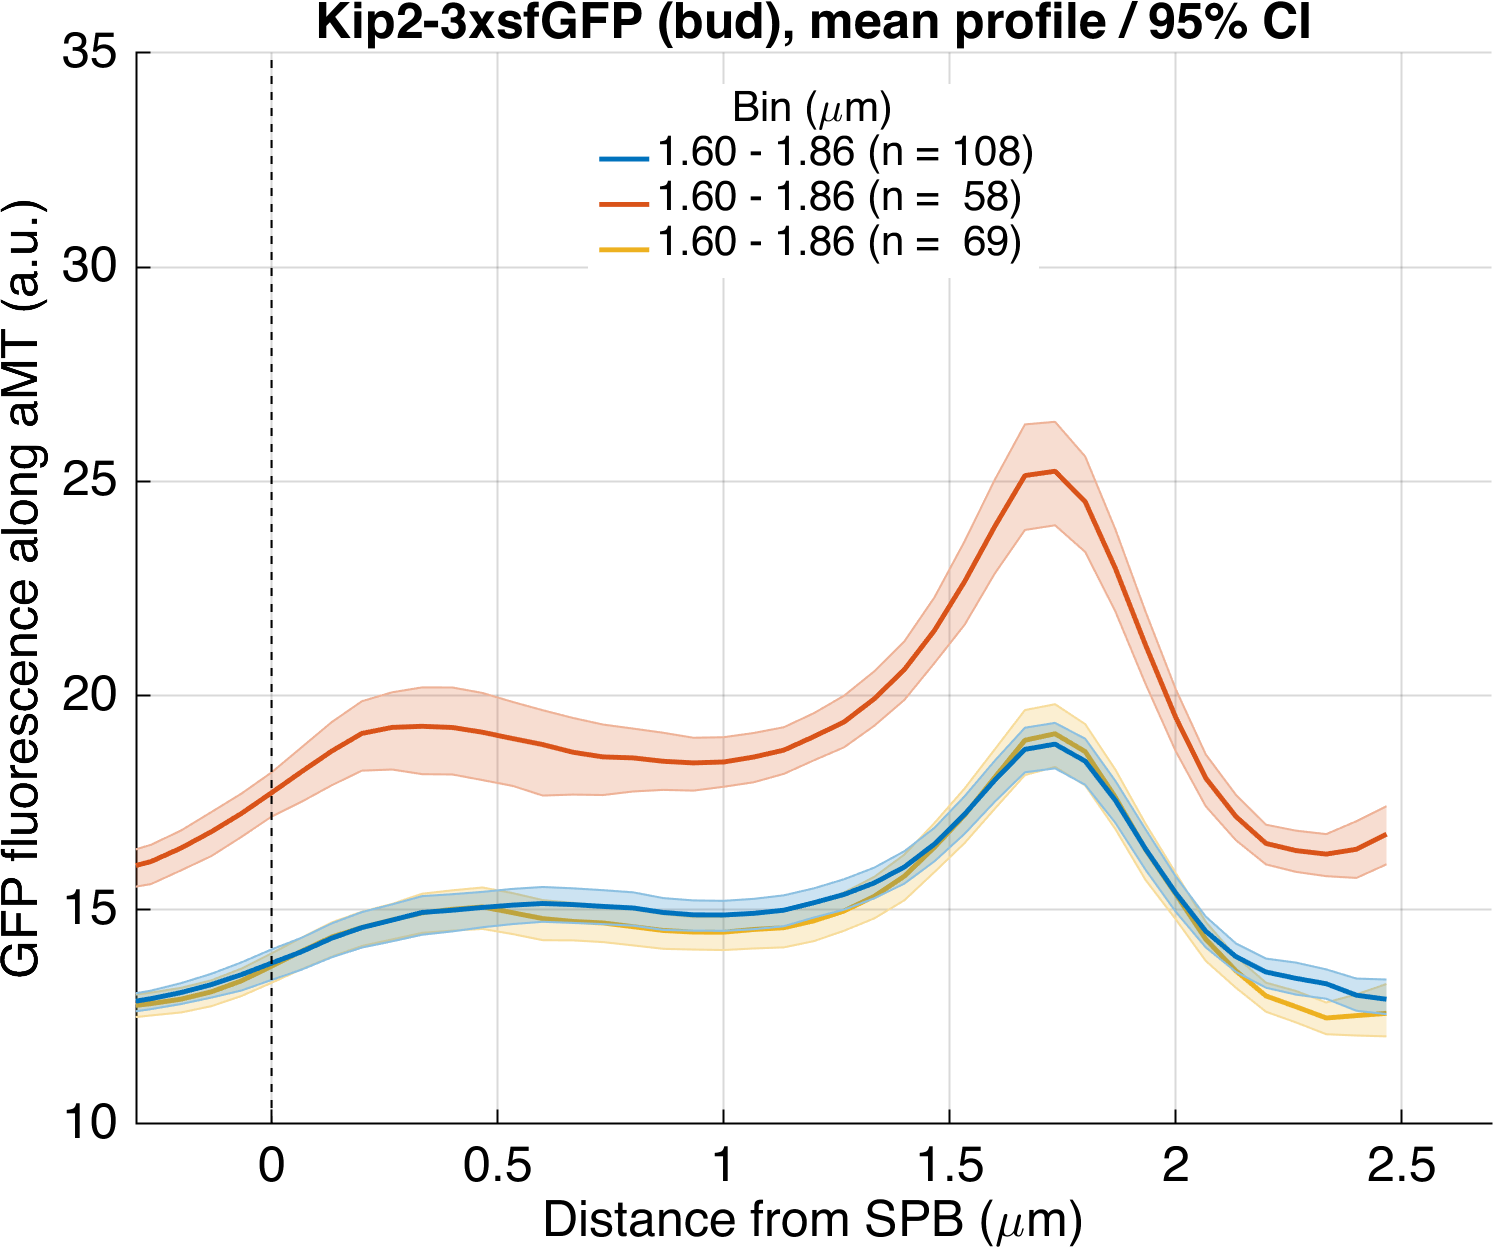 Kip2-3xsfGFP (bud), mean profile / 95% CI
GFP fluorescence along aMT (a.u.)
35
30
25
20
15
10
Bin (μm)
1.60 - 1.86 (n = 108)
1.60 - 1.86 (n =  58)
1.60 - 1.86 (n =  69)
0
0.5
1
1.5
2
2.5
Distance from SPB (μm)